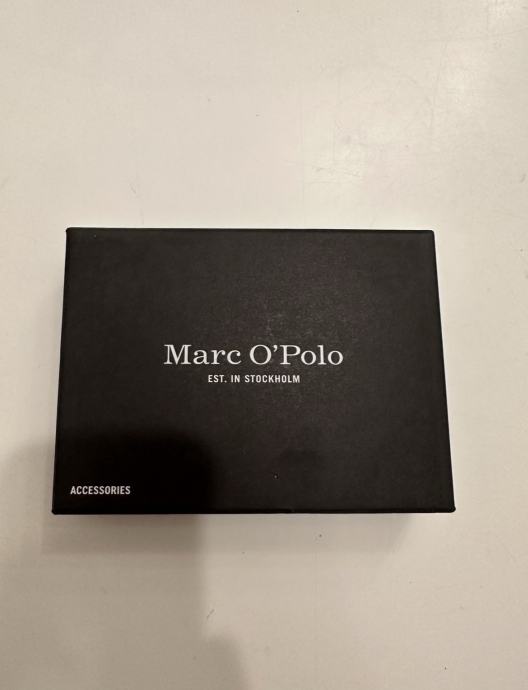 Marc O'Polo
EST. IN STOCKHOLM
ACCESSORIES